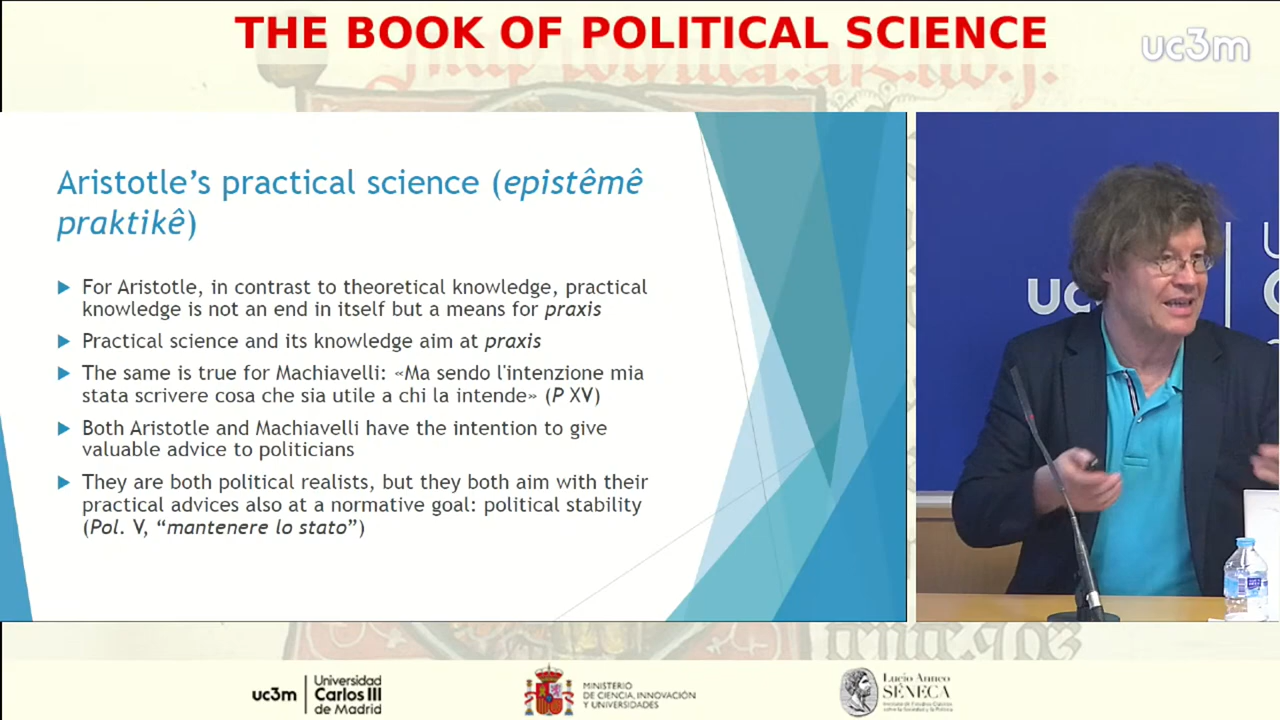 THE BOOK OF POLITICAL SCIENCE
uc3m
Aristotle's practical science (epistêmê
praktikê)
For Aristotle, in contrast to theoretical knowledge, practical
knowledge is not an end in itself but a means for praxis
Practical science and its knowledge aim at praxis
The same is true for Machiavelli: «Ma sendo l'intenzione mia
stata scrivere cosa che sia utile a chi la intende» (P XV)
Both Aristotle and Machiavelli have the intention to give
valuable advice to politicians
They are both political realists, but they both aim with their
practical advices also at a normative goal: political stability
(Pol. V, "mantenere lo stato")
uc
uc3m
Universidad
Carlos III
de Madrid
MINISTERIO
DE CIENCIA, INNOVACIÓN
Y UNIVERSIDADES
Lucio Anneo
SÉNECA